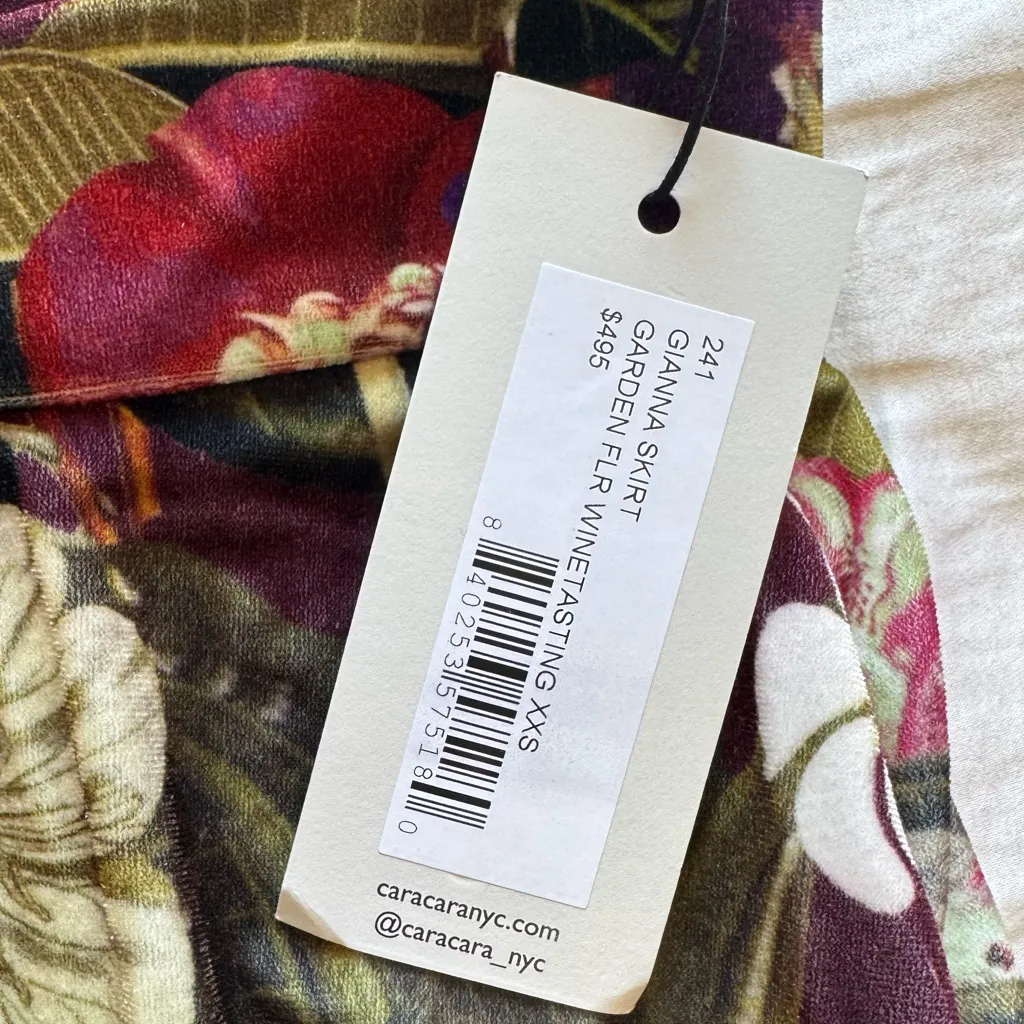 241
GIANNA SKIRT
GARDEN FLR WINETASTING XXS
$495
8 40253 57518 0
caracaranyc.com
@caracara_nyc